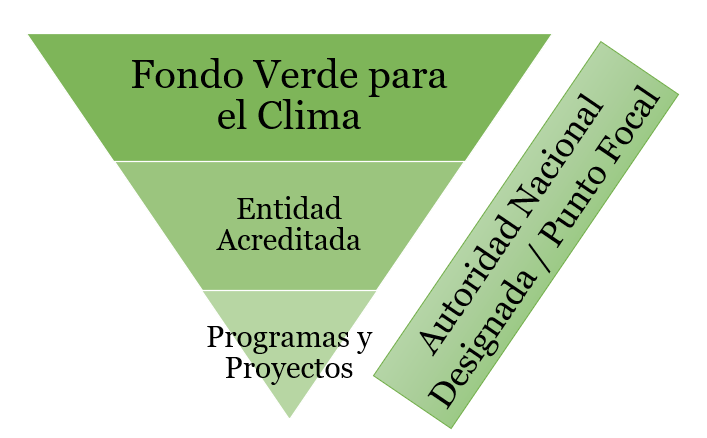 Fondo Verde para
el Clima
Entidad
Acreditada
Programas y
Proyectos
Autoridad Nacional
Designada / Punto Focal